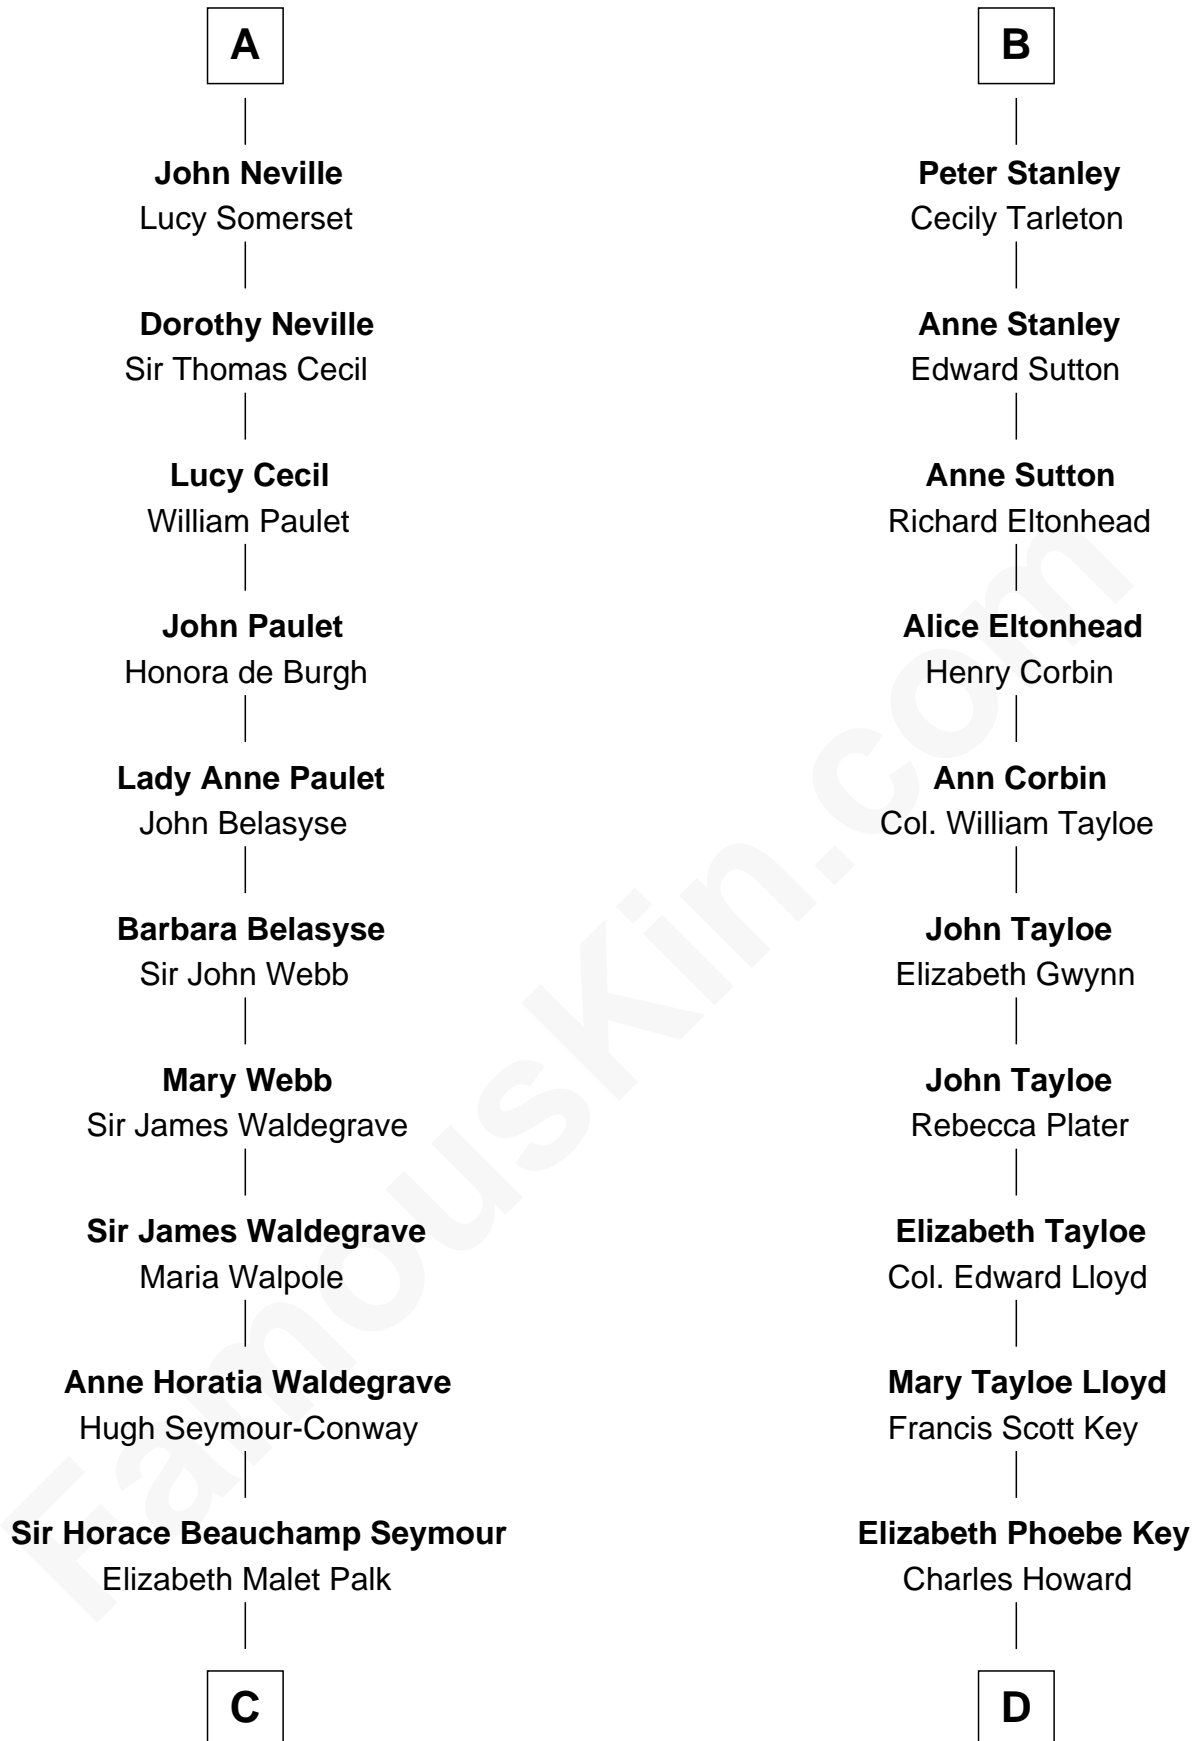 A
John Neville
Lucy Somerset
Dorothy Neville
Sir Thomas Cecil
Lucy Cecil
William Paulet
John Paulet
Honora de Burgh
Lady Anne Paulet
John Belasyse
Barbara Belasyse
Sir John Webb
Mary Webb
Sir James Waldegrave
Sir James Waldegrave
Maria Walpole
Anne Horatia Waldegrave
Hugh Seymour-Conway
Sir Horace Beauchamp Seymour
Elizabeth Malet Palk
C
B
Peter Stanley
Cecily Tarleton
Anne Stanley
Edward Sutton
Anne Sutton
Richard Eltonhead
Alice Eltonhead
Henry Corbin
Ann Corbin
Col. William Tayloe
John Tayloe
Elizabeth Gwynn
John Tayloe
Rebecca Plater
Elizabeth Tayloe
Col. Edward Lloyd
Mary Tayloe Lloyd
Francis Scott Key
Elizabeth Phoebe Key
Charles Howard
D
FamousKin.com